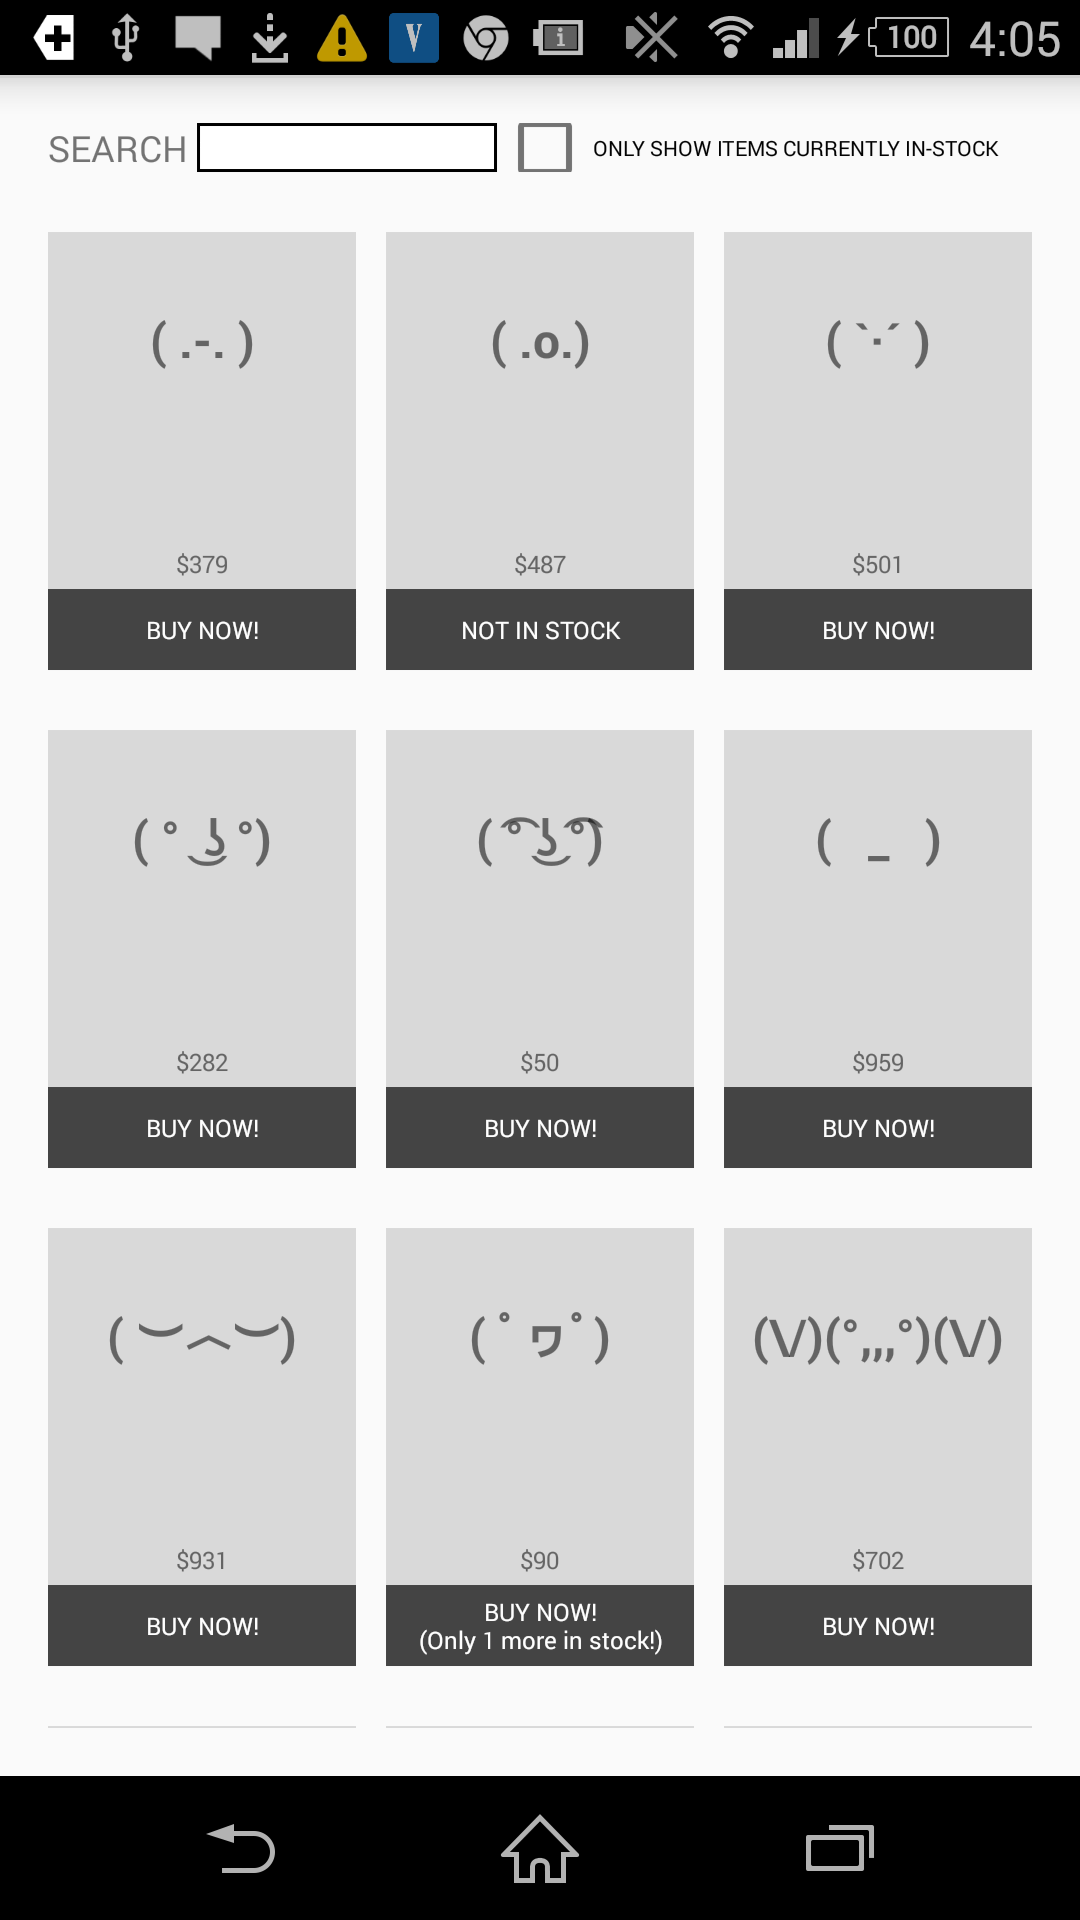 100 4:05
SEARCH ONLY SHOW ITEMS CURRENTLY IN-STOCK
( .-. ) ( .o.) ( `·´ )
$379 $487 $501
BUY NOW! NOT IN STOCK BUY NOW!
( ° ͜ʖ °) ( ͡° ͜ʖ ͡°) ( _ )
$282 $50 $959
BUY NOW! BUY NOW! BUY NOW!
( ︶︿︶) ( ﾟヮﾟ) (\/)(°,,,°)(\/)
$931 $90 $702
BUY NOW! BUY NOW! BUY NOW!
(Only 1 more in stock!)